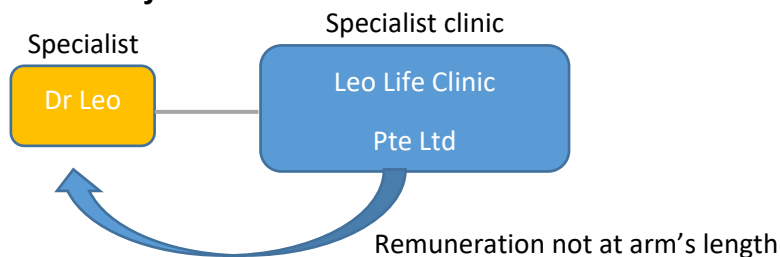 Specialist
Specialist clinic
Dr Leo
Leo Life Clinic
Pte Ltd
Remuneration not at arm’s length